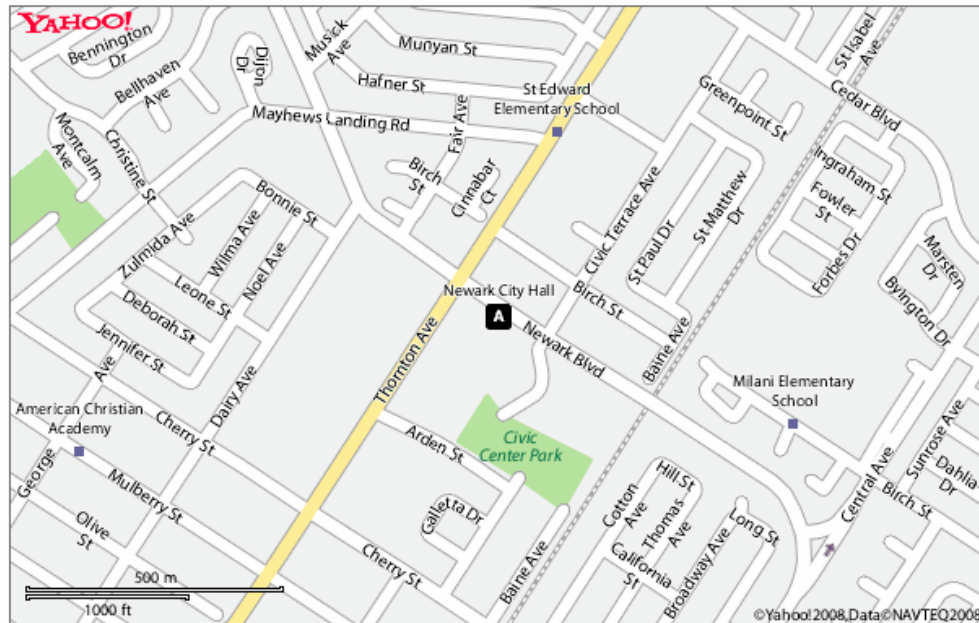 YAHOO!
Bennington
Dr
Bellhaven
Ave
Dijon
Dr
Musick
Ave
Munyan St
Hafner St
St Edward
Elementary School
St Isabel
Ave
Cedar Blvd
Greenpoint St
Mayhews Landing Rd
Fair Ave
Montcalm
Ave
Christine St
Birch
St
Cinnabar
Ct
Bonnie St
Zulmida Ave
Wilma Ave
Noel Ave
Leone St
Deborah St
Jennifer St
Civic Terrace Ave
St Paul Dr
St Matthew
Dr
Ingraham St
Fowler
St
Forbes Dr
Marsten
Dr
Byington Dr
Newark City Hall
A
Birch St
Newark Blvd
Baine Ave
Thornton Ave
Dairy Ave
Ave
George
American Christian
Academy
Cherry St
Mulberry St
Olive
St
Milani Elementary
School
Civic
Center Park
Arden St
Galletta Dr
Cherry St
Baine Ave
Hill St
Cotton
Ave
Thomas
Ave
California
St
Broadway Ave
Long St
Central Ave
Sunrose Ave
Dahlia
Dr
Birch St
500 m
1000 ft
©Yahoo!2008,Data©NAVTEQ2008